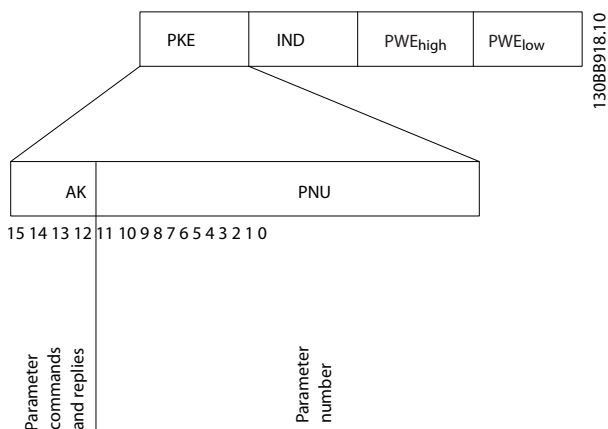 PKE IND PWEhigh PWElow
130BB918.10
AK PNU
15 14 13 12 11 10 9 8 7 6 5 4 3 2 1 0
Parameter
commands
and replies
Parameter
number